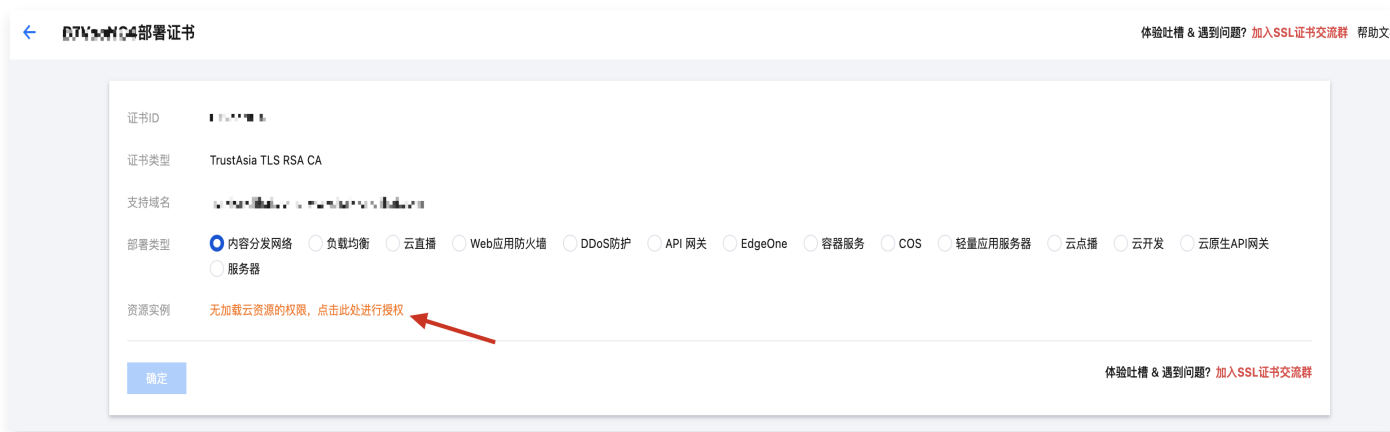 部署证书
体验吐槽 & 遇到问题? 加入SSL证书交流群 帮助文
证书ID
证书类型 TrustAsia TLS RSA CA
支持域名
部署类型 内容分发网络 负载均衡 云直播 Web应用防火墙 DDoS防护 API 网关 EdgeOne 容器服务 COS 轻量应用服务器 云点播 云开发 云原生API网关
服务器
资源实例 无加载云资源的权限，点击此处进行授权
确定
体验吐槽 & 遇到问题? 加入SSL证书交流群